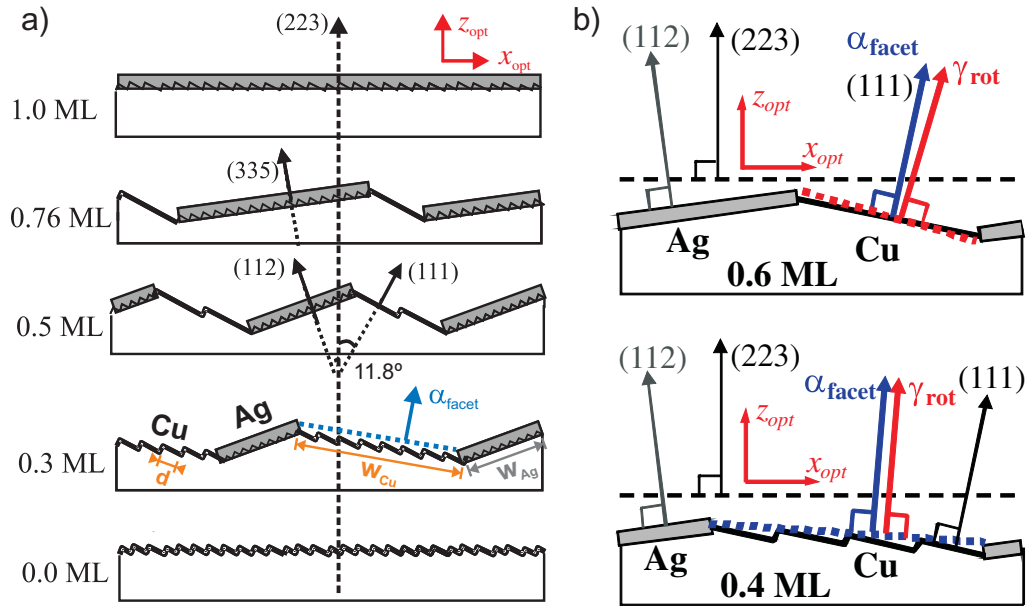 a)
(223)
z_opt
x_opt
1.0 ML
(335)
0.76 ML
(112)
(111)
0.5 ML
11.8º
α_facet
Cu
Ag
0.3 ML
d
W_Cu
W_Ag
0.0 ML
b)
(112)
(223)
α_facet
(111)
γ_rot
z_opt
x_opt
Ag
Cu
0.6 ML
(112)
(223)
α_facet
γ_rot
(111)
z_opt
x_opt
Ag
Cu
0.4 ML